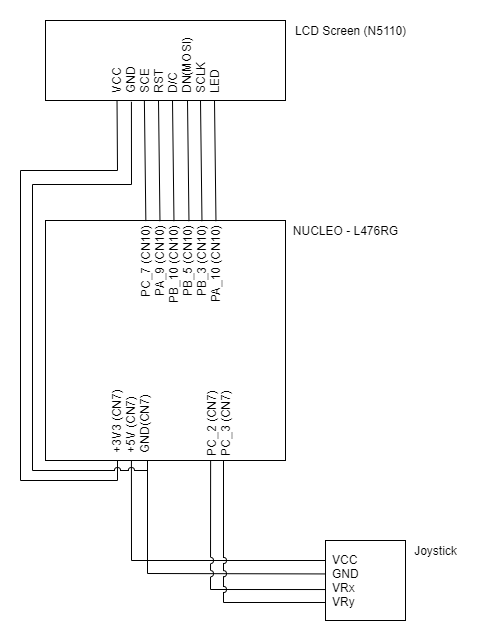 LCD Screen (N5110)
VCC
GND
SCE
RST
D/C
DN(MOSI)
SCLK
LED
NUCLEO - L476RG
PC_7 (CN10)
PA_9 (CN10)
PB_10 (CN10)
PB_5 (CN10)
PB_3 (CN10)
PA_10 (CN10)
+3V3 (CN7)
+5V (CN7)
GND(CN7)
PC_2 (CN7)
PC_3 (CN7)
Joystick
VCC
GND
VRx
VRy